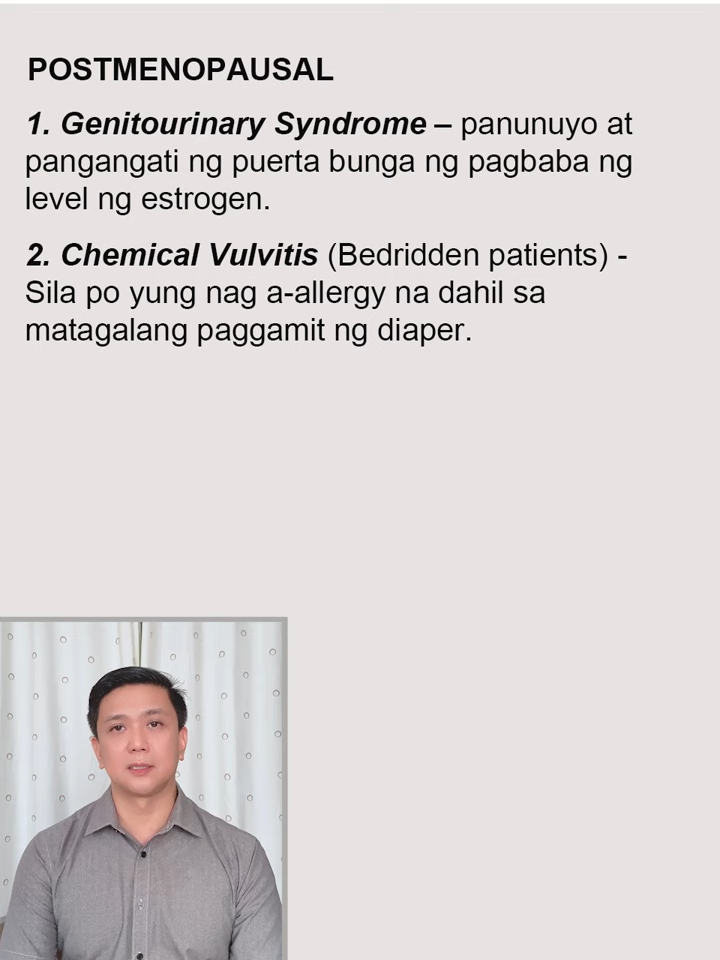 POSTMENOPAUSAL
1. Genitourinary Syndrome – panunuyo at
pangangati ng puerta bunga ng pagbaba ng
level ng estrogen.
2. Chemical Vulvitis (Bedridden patients) -
Sila po yung nag a-allergy na dahil sa
matagalang paggamit ng diaper.